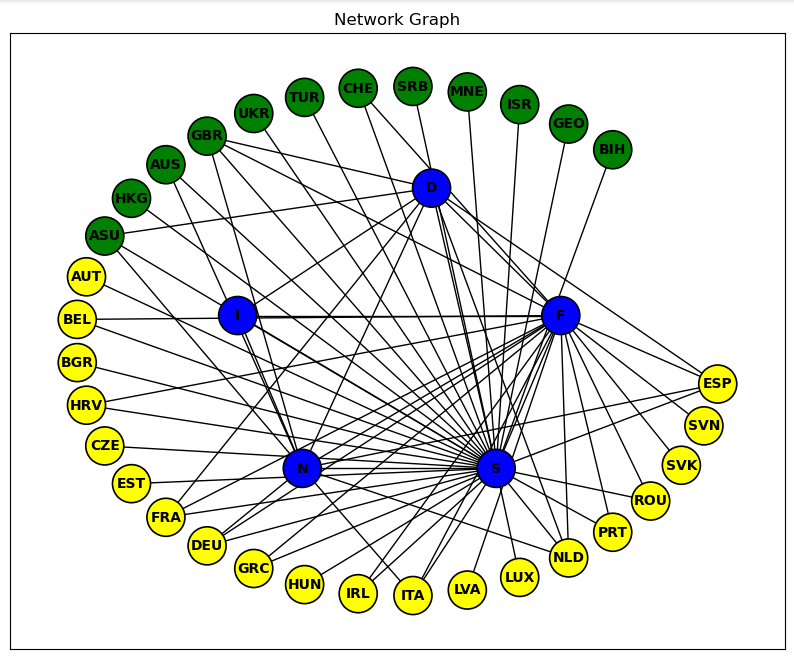 Network Graph
SRB
CHE
MNE
TUR
ISR
UKR
GEO
GBR
BIH
AUS
D
HKG
ASU
AUT
I
F
BEL
BGR
ESP
HRV
SVN
CZE
SVK
N
S
EST
ROU
FRA
PRT
DEU
NLD
GRC
LUX
HUN
LVA
IRL
ITA